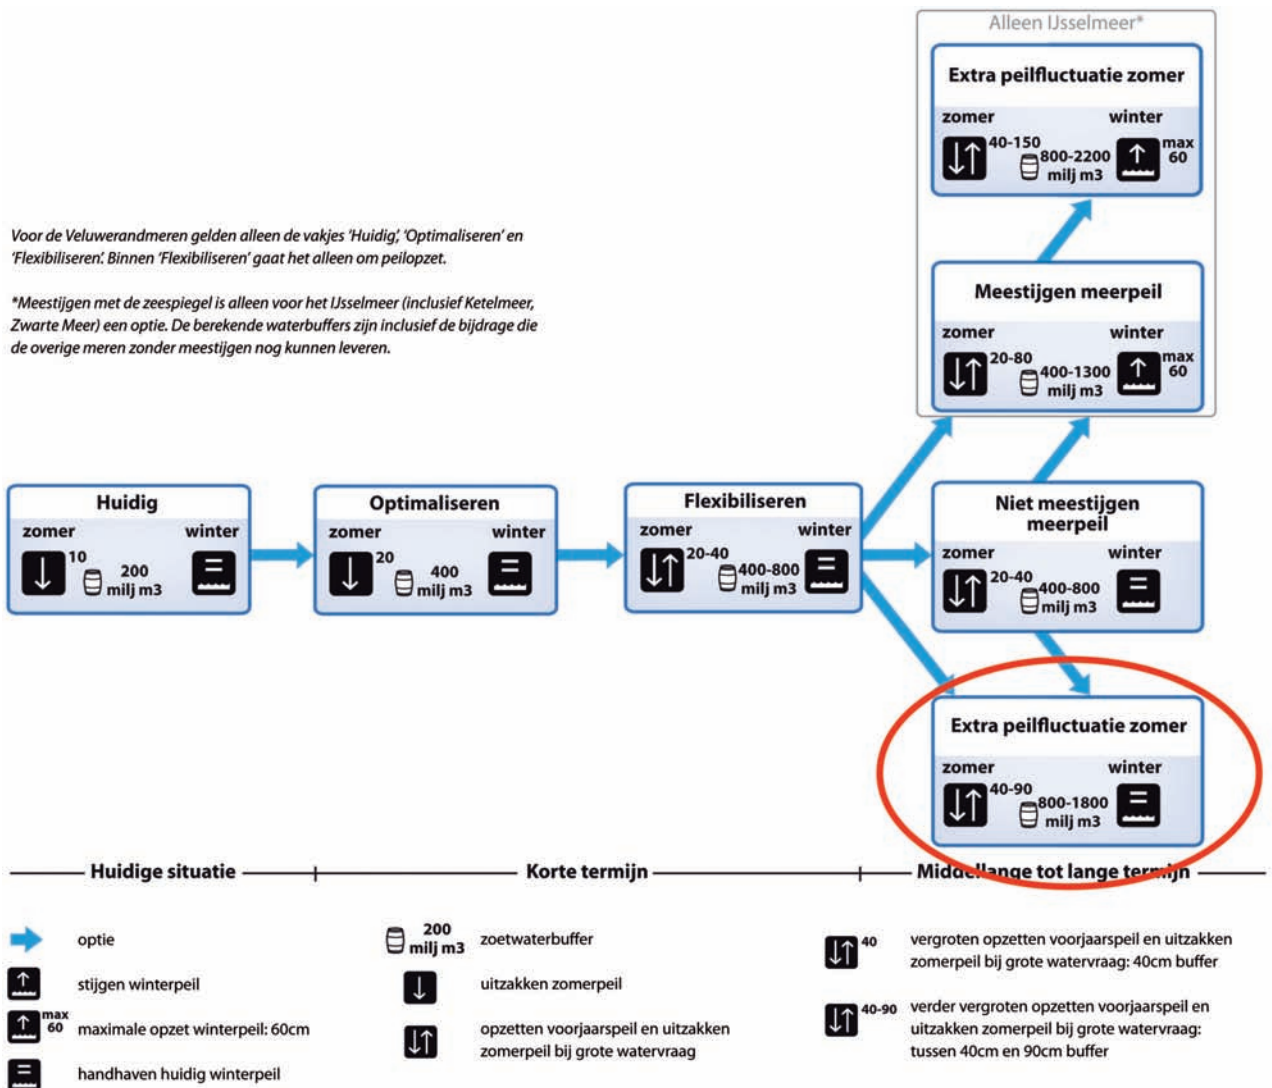 Alleen IJsselmeer*
Extra peilfluctuatie zomer
zomer winter
40-150 800-2200 milj m3 max 60
Voor de Veluwerandmeren gelden alleen de vakjes 'Huidig', 'Optimaliseren' en
'Flexibiliseren'. Binnen 'Flexibiliseren' gaat het alleen om peilopzet.
*Meestijgen met de zeespiegel is alleen voor het IJsselmeer (inclusief Ketelmeer,
Zwarte Meer) een optie. De berekende waterbuffers zijn inclusief de bijdrage die
de overige meren zonder meestijgen nog kunnen leveren.
Meestijgen meerpeil
zomer winter
20-80 400-1300 milj m3 max 60
Huidig
zomer winter
10 200 milj m3
Optimaliseren
zomer winter
20 400 milj m3
Flexibiliseren
zomer winter
20-40 400-800 milj m3
Niet meestijgen
meerpeil
zomer winter
20-40 400-800 milj m3
Extra peilfluctuatie zomer
zomer winter
40-90 800-1800 milj m3
Huidige situatie
Korte termijn
Middellange tot lange termijn
optie
stijgen winterpeil
max 60 maximale opzet winterpeil: 60cm
handhaven huidig winterpeil
200 milj m3 zoetwaterbuffer
uitzakken zomerpeil
opzetten voorjaarspeil en uitzakken
zomerpeil bij grote watervraag
40 vergroten opzetten voorjaarspeil en uitzakken
zomerpeil bij grote watervraag: 40cm buffer
40-90 verder vergroten opzetten voorjaarspeil en
uitzakken zomerpeil bij grote watervraag:
tussen 40cm en 90cm buffer